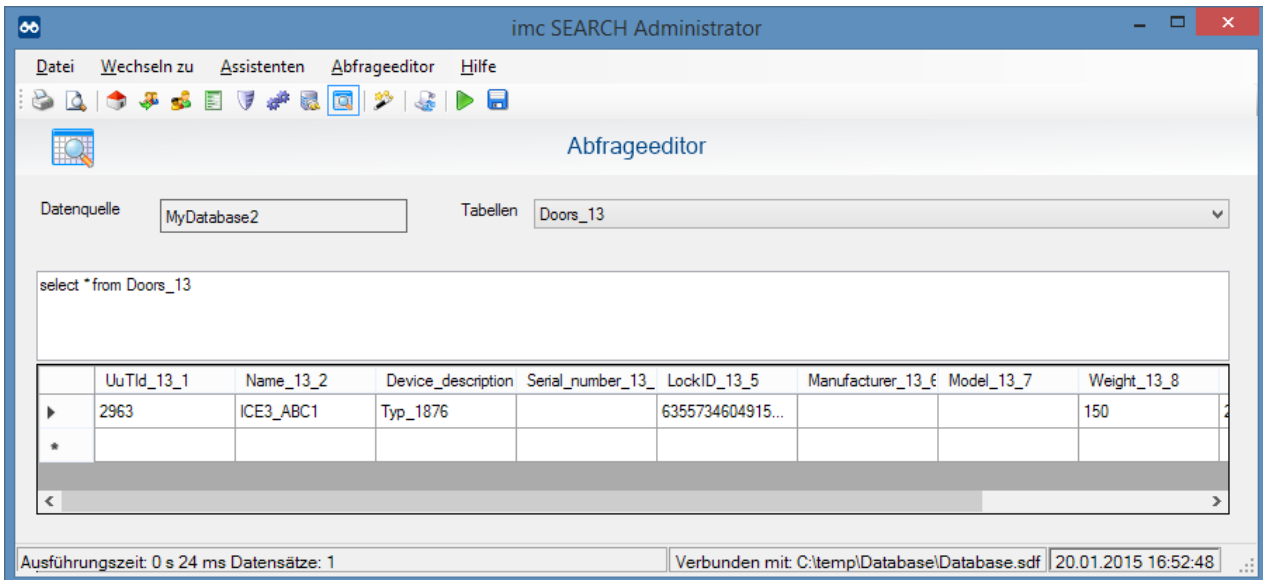 imc SEARCH Administrator
Datei Wechseln zu Assistenten Abfrageeditor Hilfe
Abfrageeditor
Datenquelle MyDatabase2 Tabellen Doors_13
select * from Doors_13
UuTId_13_1 Name_13_2 Device_description Serial_number_13_ LockID_13_5 Manufacturer_13_6 Model_13_7 Weight_13_8
2963 ICE3_ABC1 Typ_1876 6355734604915... 150 2
*
Ausführungszeit: 0 s 24 ms Datensätze: 1 Verbunden mit: C:\temp\Database\Database.sdf 20.01.2015 16:52:48